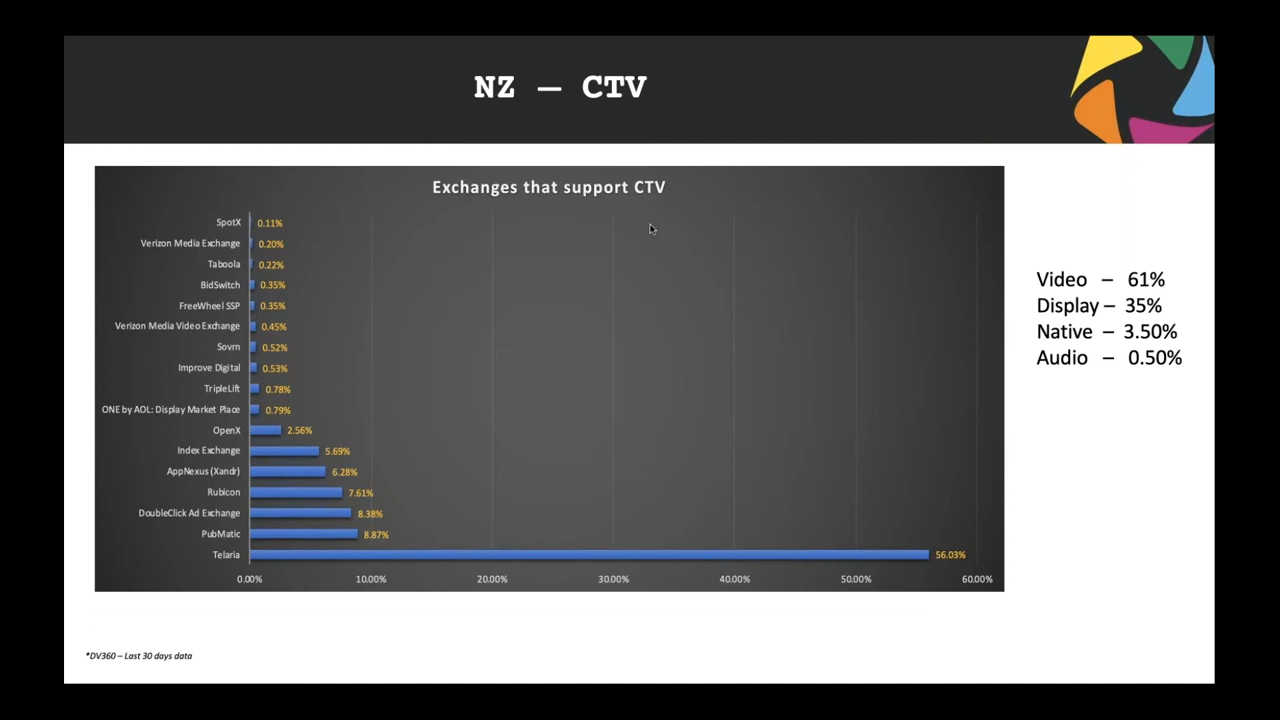 NZ – CTV
Exchanges that support CTV
SpotX 0.11%
Verizon Media Exchange 0.20%
Taboola 0.22%
BidSwitch 0.35%
FreeWheel SSP 0.35%
Verizon Media Video Exchange 0.45%
Sovrn 0.52%
Improve Digital 0.53%
TripleLift 0.78%
ONE by AOL: Display Market Place 0.79%
OpenX 2.56%
Index Exchange 5.69%
AppNexus (Xandr) 6.28%
Rubicon 7.61%
DoubleClick Ad Exchange 8.38%
PubMatic 8.87%
Telaria 56.03%
0.00% 10.00% 20.00% 30.00% 40.00% 50.00% 60.00%
Video – 61%
Display – 35%
Native – 3.50%
Audio – 0.50%
*DV360 – Last 30 days data